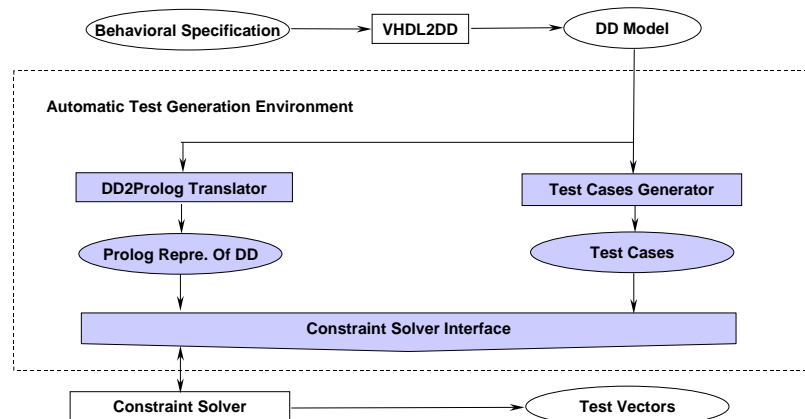 Behavioral Specification
VHDL2DD
DD Model
Automatic Test Generation Environment
DD2Prolog Translator
Test Cases Generator
Prolog Repre. Of DD
Test Cases
Constraint Solver Interface
Constraint Solver
Test Vectors